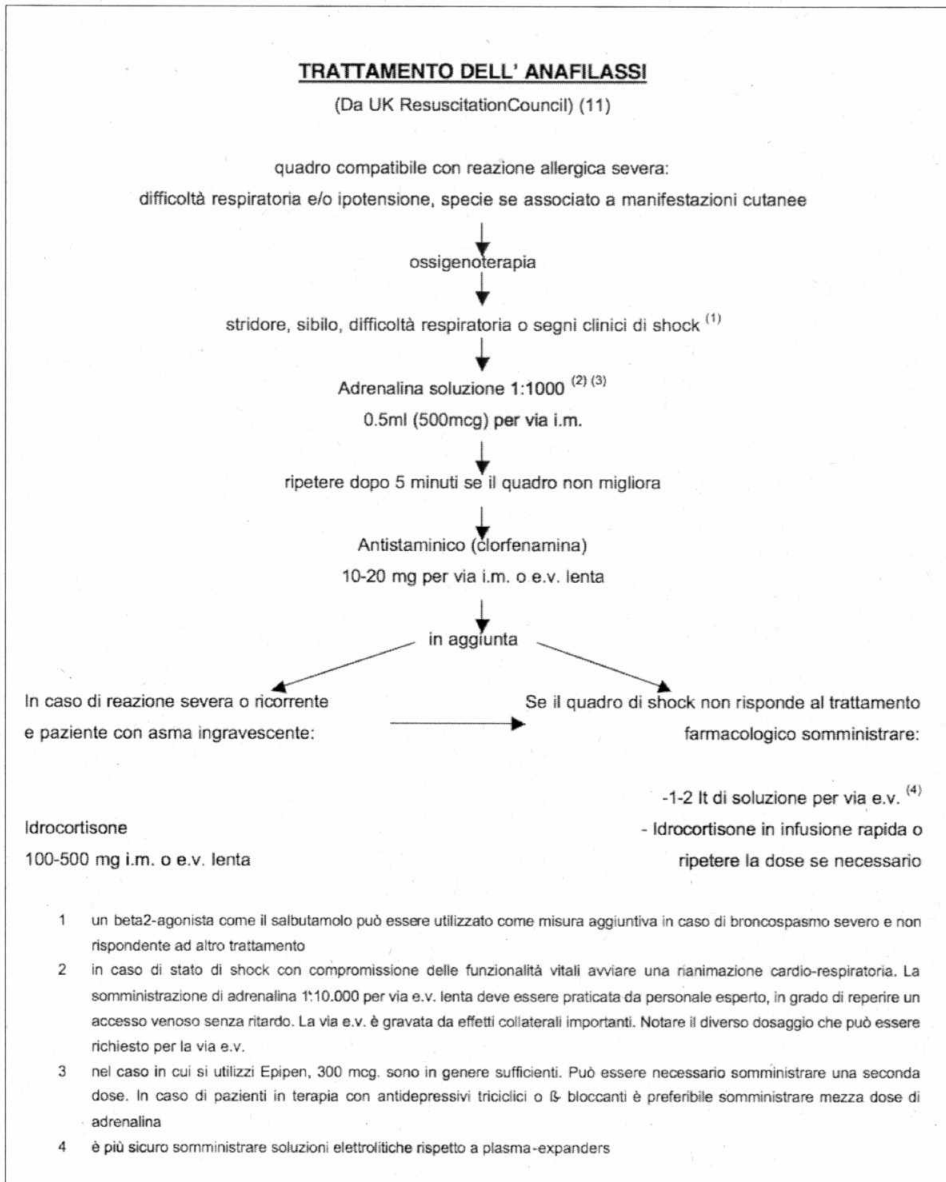 TRATTAMENTO DELL' ANAFILASSI
(Da UK ResuscitationCouncil) (11)
quadro compatibile con reazione allergica severa:
difficoltà respiratoria e/o ipotensione, specie se associato a manifestazioni cutanee
ossigenoterapia
stridore, sibilo, difficoltà respiratoria o segni clinici di shock (1)
Adrenalina soluzione 1:1000 (2) (3)
0.5ml (500mcg) per via i.m.
ripetere dopo 5 minuti se il quadro non migliora
Antistaminico (clorfenamina)
10-20 mg per via i.m. o e.v. lenta
in aggiunta
In caso di reazione severa o ricorrente
e paziente con asma ingravescente:
Idrocortisone
100-500 mg i.m. o e.v. lenta
Se il quadro di shock non risponde al trattamento
farmacologico somministrare:
-1-2 lt di soluzione per via e.v. (4)
- Idrocortisone in infusione rapida o
ripetere la dose se necessario
1 un beta2-agonista come il salbutamolo può essere utilizzato come misura aggiuntiva in caso di broncospasmo severo e non
rispondente ad altro trattamento
2 in caso di stato di shock con compromissione delle funzionalità vitali avviare una rianimazione cardio-respiratoria. La
somministrazione di adrenalina 1:10.000 per via e.v. lenta deve essere praticata da personale esperto, in grado di reperire un
accesso venoso senza ritardo. La via e.v. è gravata da effetti collaterali importanti. Notare il diverso dosaggio che può essere
richiesto per la via e.v.
3 nel caso in cui si utilizzi Epipen, 300 mcg. sono in genere sufficienti. Può essere necessario somministrare una seconda
dose. In caso di pazienti in terapia con antidepressivi triciclici o ß- bloccanti è preferibile somministrare mezza dose di
adrenalina
4 è più sicuro somministrare soluzioni elettrolitiche rispetto a plasma-expanders